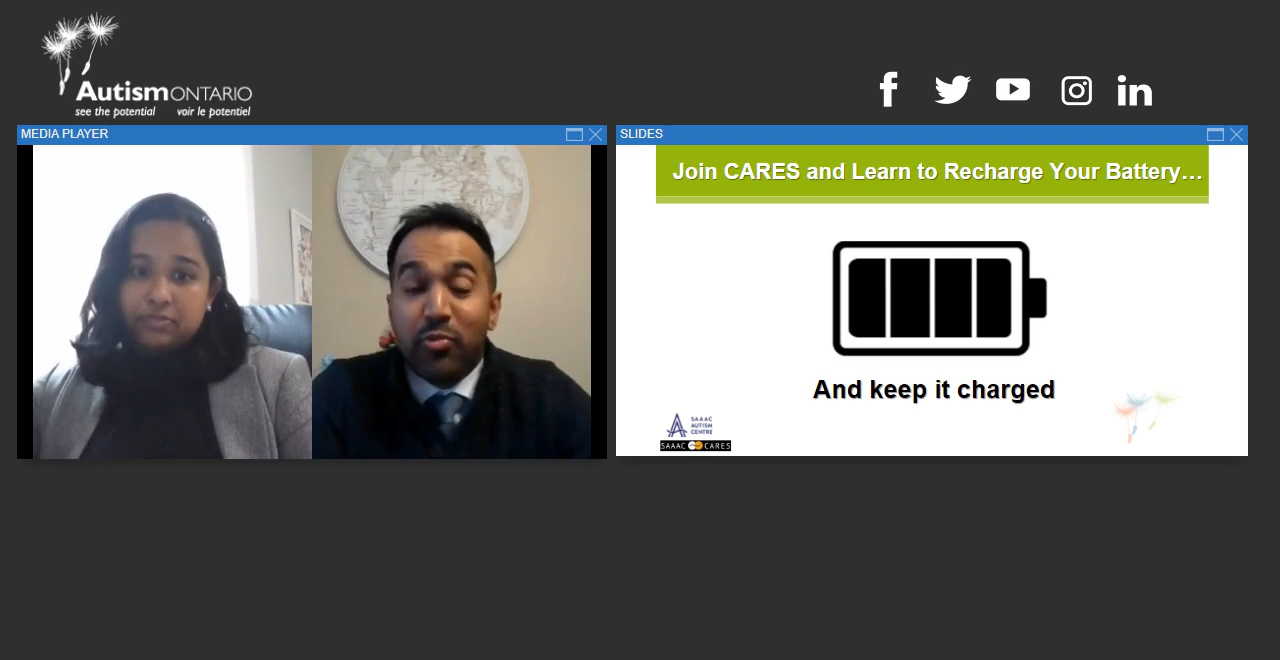 Autism ONTARIO
see the potential voir le potentiel
MEDIA PLAYER
SLIDES
Join CARES and Learn to Recharge Your Battery…
And keep it charged
SAAAC
AUTISM
CENTRE
SAAAC CARES